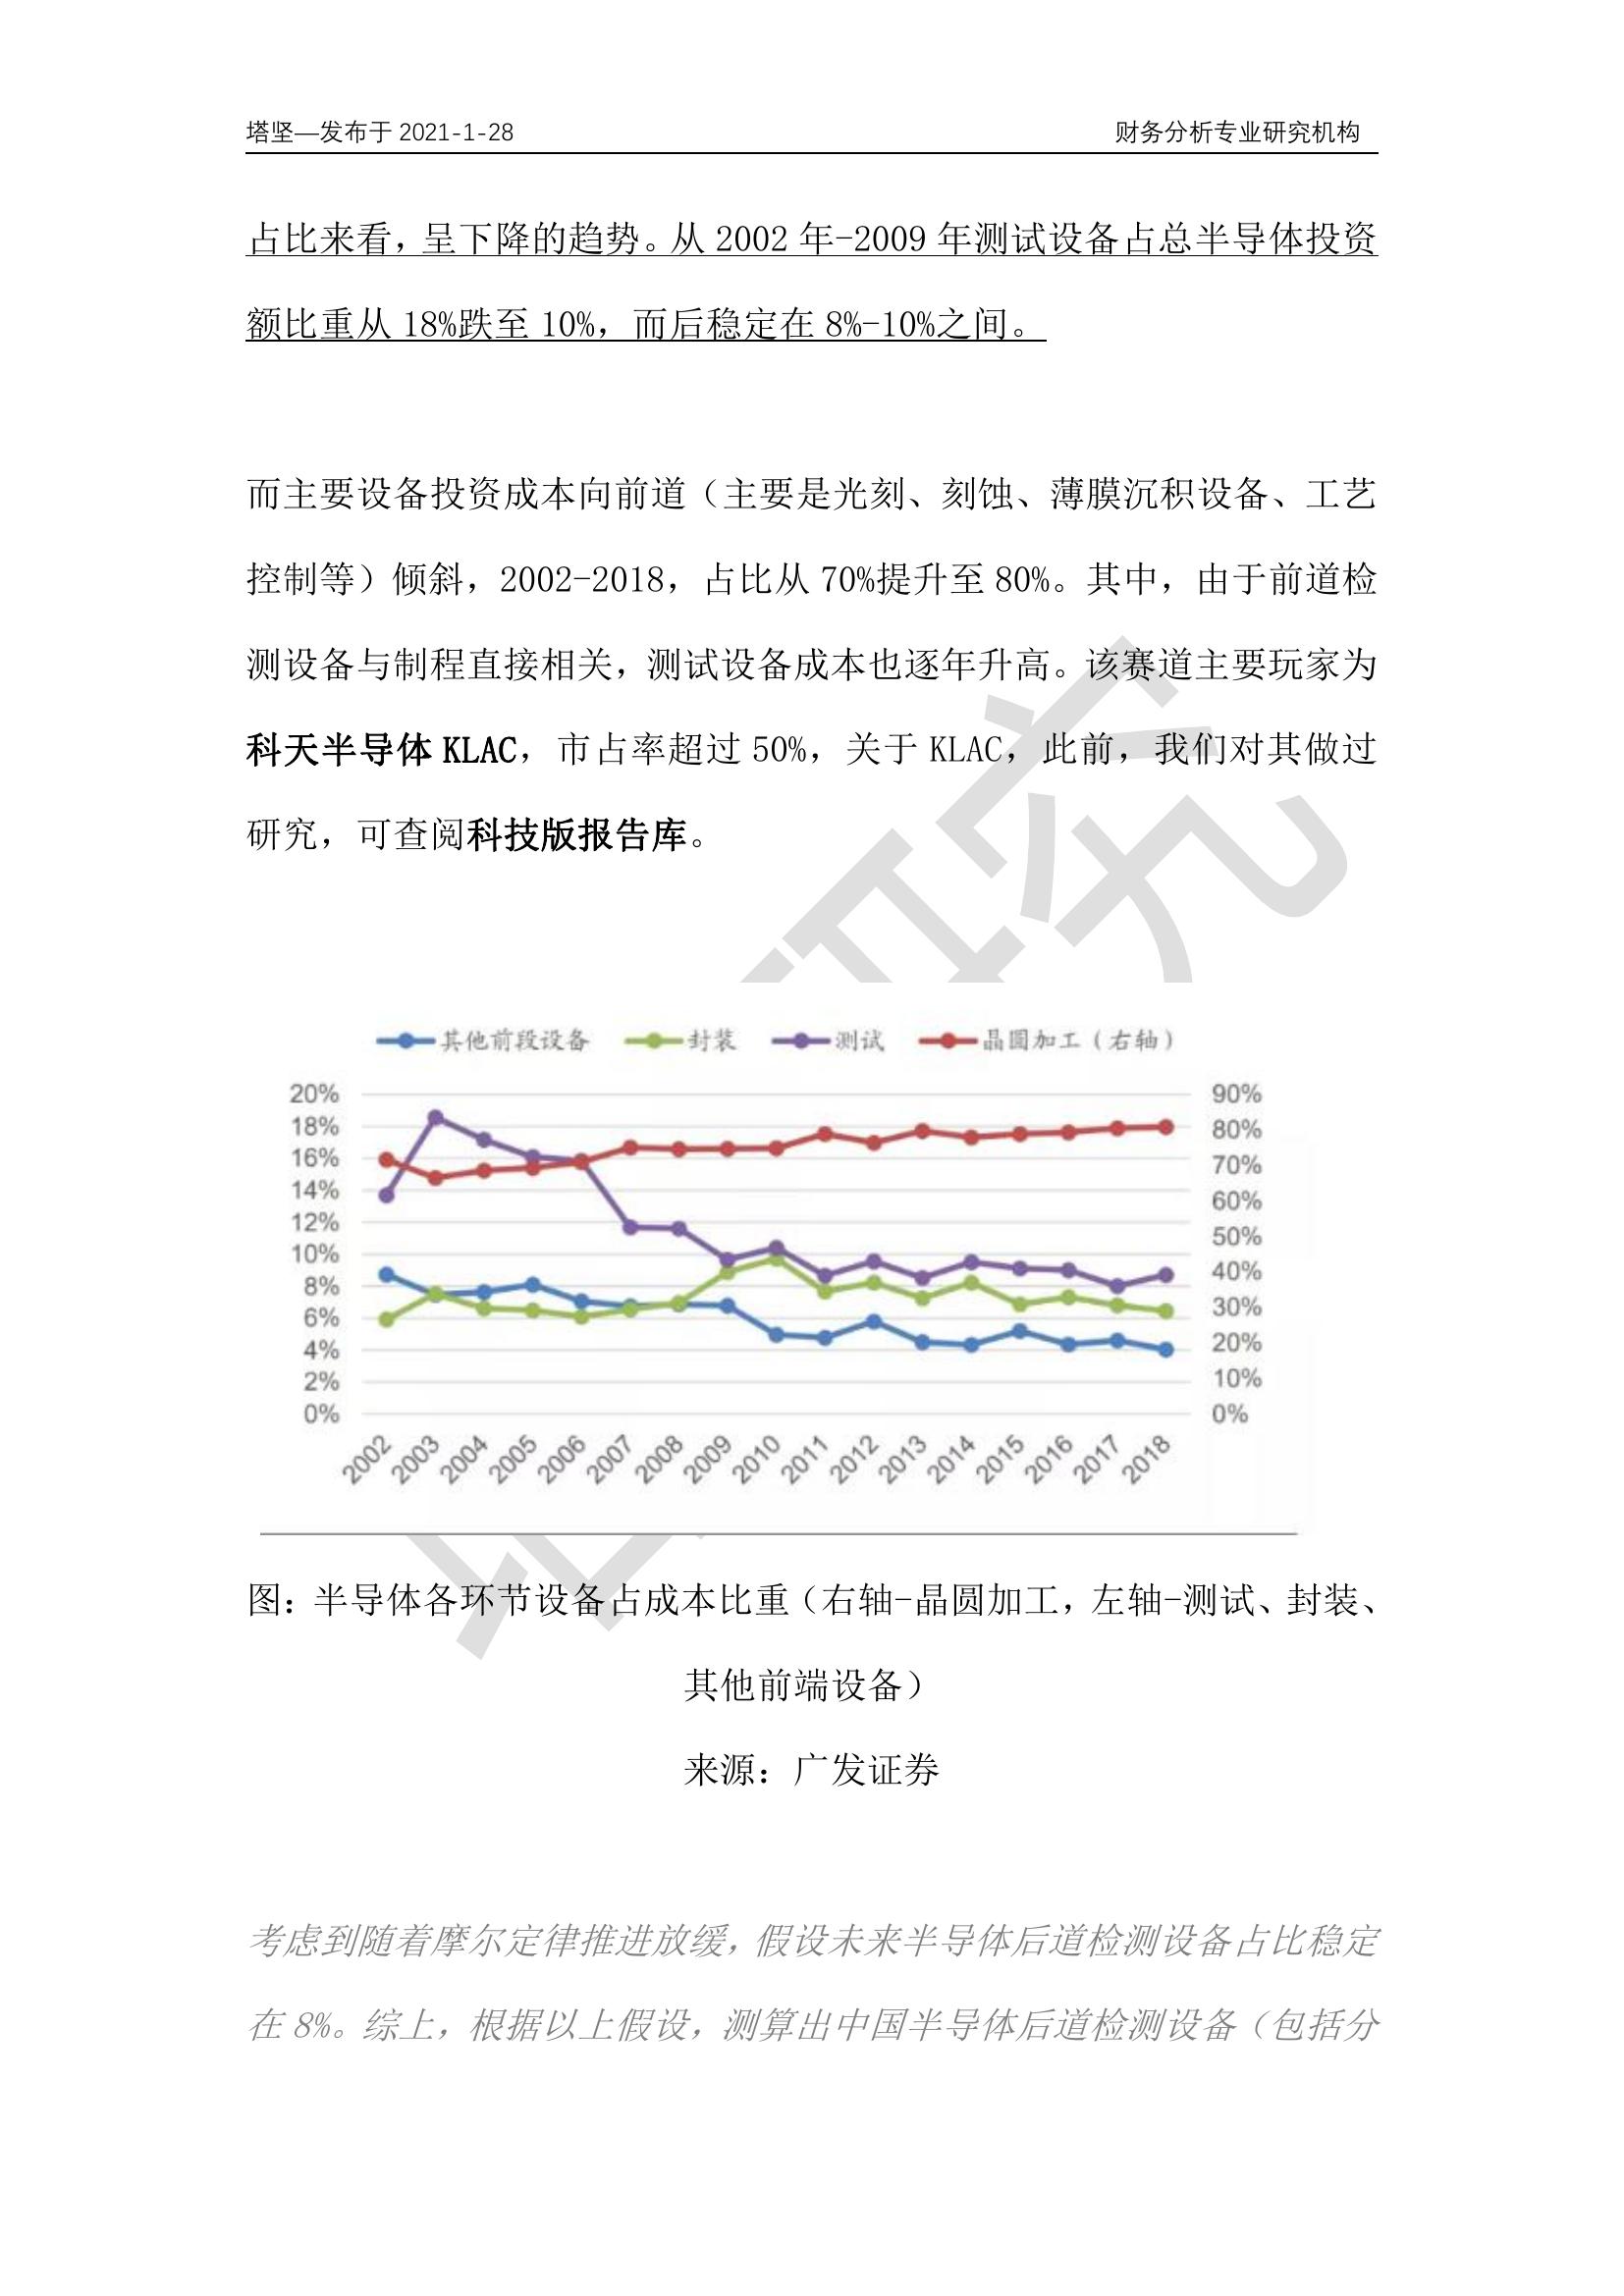 塔坚—发布于 2021-1-28 财务分析专业研究机构
占比来看，呈下降的趋势。从 2002 年-2009 年测试设备占总半导体投资
额比重从 18%跌至 10%，而后稳定在 8%-10%之间。
而主要设备投资成本向前道（主要是光刻、刻蚀、薄膜沉积设备、工艺
控制等）倾斜，2002-2018，占比从 70%提升至 80%。其中，由于前道检
测设备与制程直接相关，测试设备成本也逐年升高。该赛道主要玩家为
科天半导体 KLAC，市占率超过 50%，关于 KLAC，此前，我们对其做过
研究，可查阅科技版报告库。
其他前段设备 封装 测试 晶圆加工（右轴）
20% 90%
18% 80%
16% 70%
14% 60%
12% 50%
10% 40%
8% 30%
6% 20%
4% 10%
2% 0%
0%
2002 2003 2004 2005 2006 2007 2008 2009 2010 2011 2012 2013 2014 2015 2016 2017 2018
图：半导体各环节设备占成本比重（右轴-晶圆加工，左轴-测试、封装、
其他前端设备）
来源：广发证券
考虑到随着摩尔定律推进放缓，假设未来半导体后道检测设备占比稳定
在 8%。综上，根据以上假设，测算出中国半导体后道检测设备（包括分